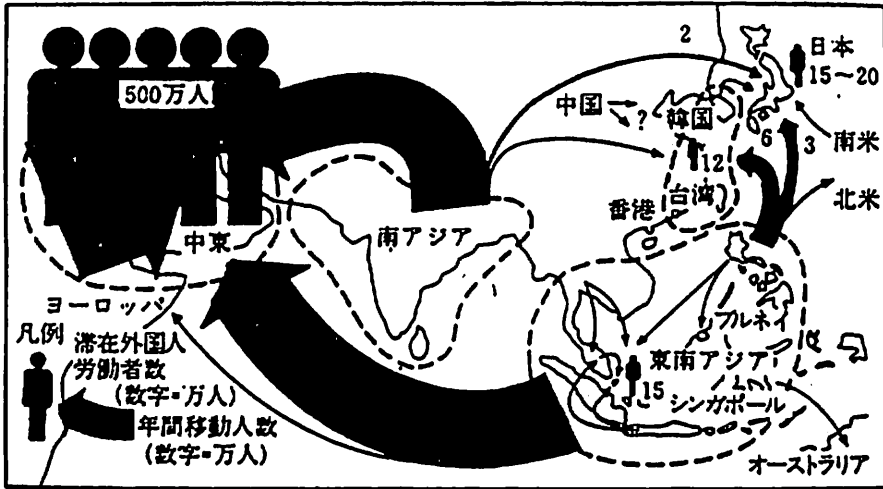 500万人
2
日本
15〜20
中国
?
韓国
6
3
南米
12
台湾
香港
北米
中東
南アジア
ヨーロッパ
ブルネイ
東南アジア
15
シンガポール
オーストラリア
凡例
滞在外国人
労働者数
(数字=万人)
年間移動人数
(数字=万人)